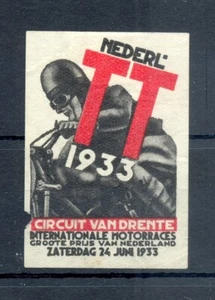 NEDERL:
TT
1933
CIRCUIT VAN DRENTE
INTERNATIONALE MOTORRACES
GROOTE PRIJS VAN NEDERLAND
ZATERDAG 24 JUNI 1933